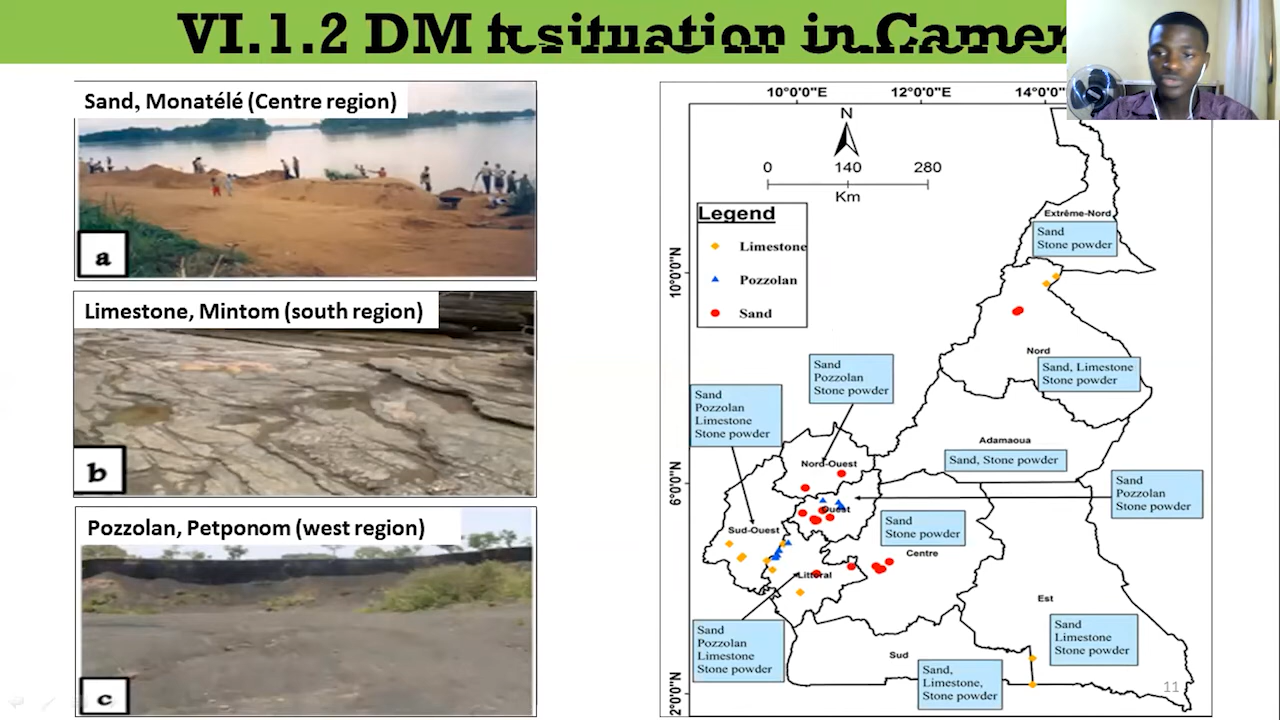 VI.1.2 DM
situation in Camer
Sand, Monatélé (Centre region)
a
Limestone, Mintom (south region)
b
Pozzolan, Petponom (west region)
c
10°0'0"E
12°0'0"E
14°0'0"
N
0
140
280
Km
Legend
Limestone
Pozzolan
Sand
10°0'0"N
6°0'0"N
2°0'0"N
Extrême-Nord
Sand
Stone powder
Nord
Sand, Limestone
Stone powder
Sand
Pozzolan
Stone powder
Sand
Pozzolan
Limestone
Stone powder
Adamaoua
Sand, Stone powder
Nord-Ouest
Sand
Pozzolan
Stone powder
Ouest
Sud-Ouest
Sand
Stone powder
Centre
Littoral
Est
Sand
Limestone
Stone powder
Sand
Pozzolan
Limestone
Stone powder
Sud
Sand,
Limestone,
Stone powder
11